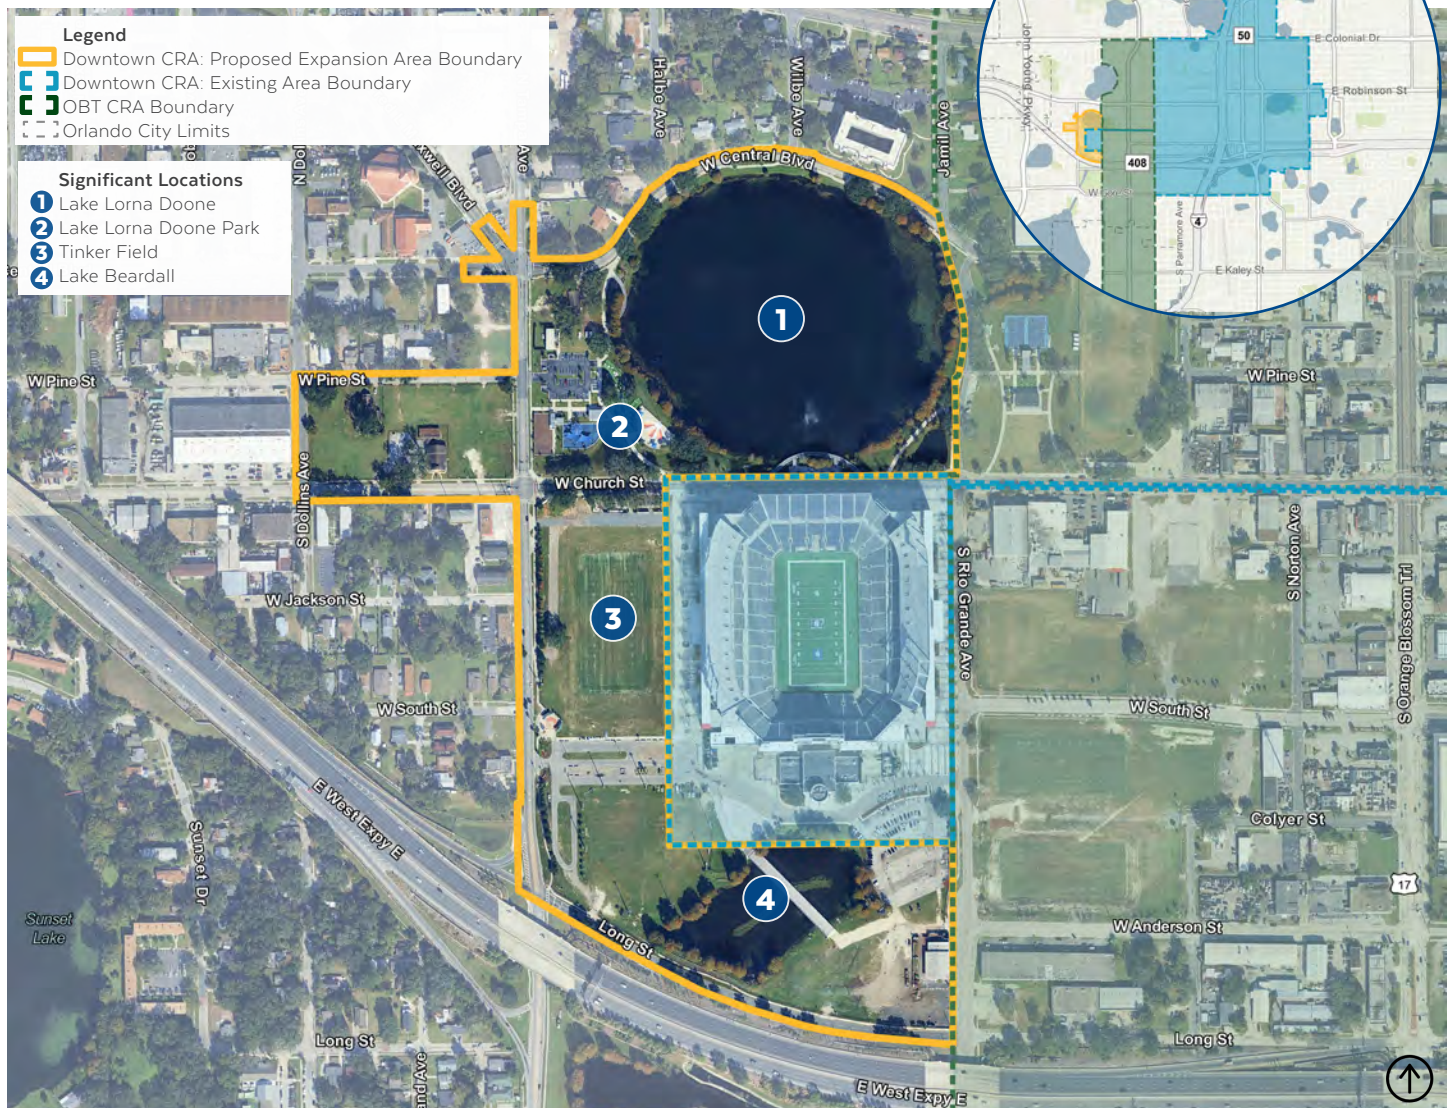 Legend
Downtown CRA: Proposed Expansion Area Boundary
Downtown CRA: Existing Area Boundary
OBT CRA Boundary
Orlando City Limits
Significant Locations
1 Lake Lorna Doone
2 Lake Lorna Doone Park
3 Tinker Field
4 Lake Beardall
John Young Pkwy
50
E Colonial Dr
E Robinson St
408
4
S Parramore Ave
E Kaley St
Halbe Ave
Wilbe Ave
Jamil Ave
W Central Blvd
Ave
1
W Pine St
W Pine St
W Pine St
2
W Church St
S Dollins Ave
S Rio Grande Ave
S Norton Ave
S Orange Blossom Trl
W Jackson St
3
W South St
W South St
E West Expy E
Colyer St
Sunset Dr
17
4
Sunset
Lake
Long St
W Anderson St
Long St
Long St
E West Expy E